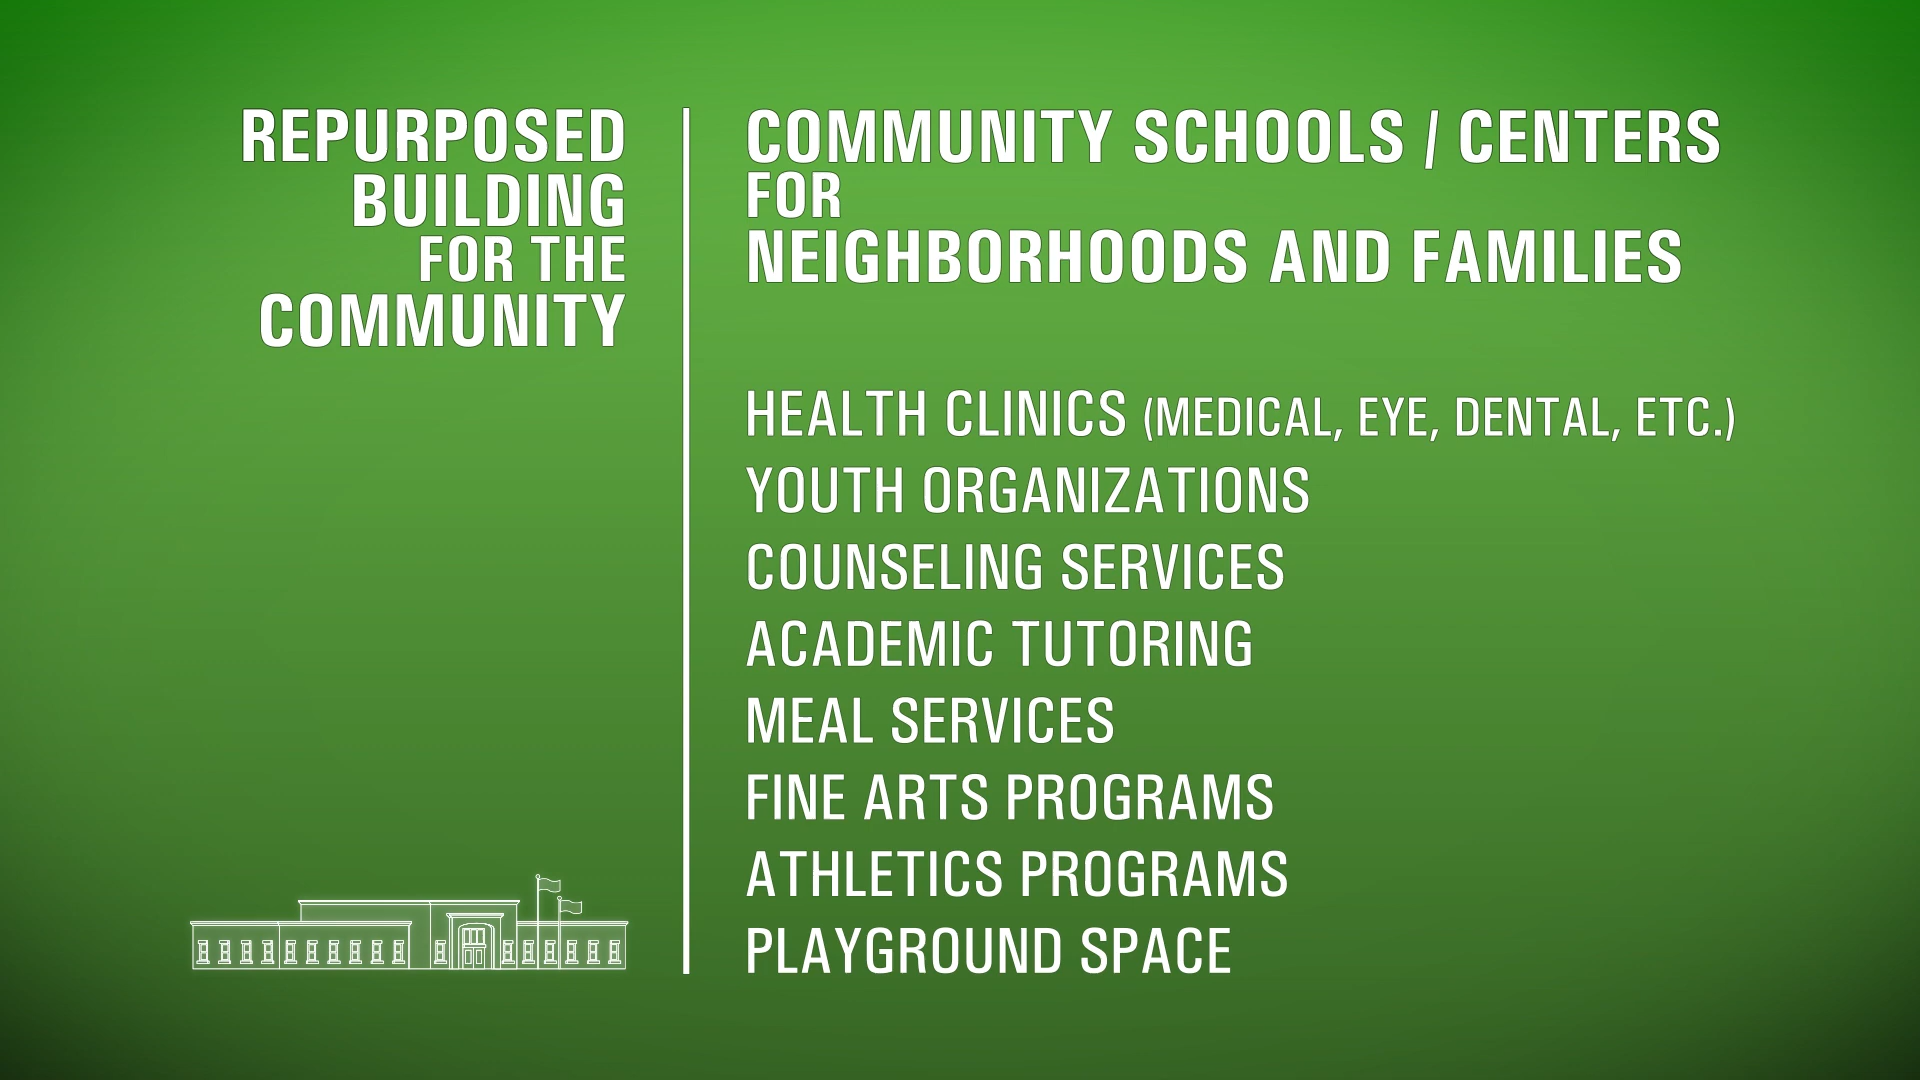 REPURPOSED
BUILDING
FOR THE
COMMUNITY
COMMUNITY SCHOOLS / CENTERS
FOR
NEIGHBORHOODS AND FAMILIES
HEALTH CLINICS (MEDICAL, EYE, DENTAL, ETC.)
YOUTH ORGANIZATIONS
COUNSELING SERVICES
ACADEMIC TUTORING
MEAL SERVICES
FINE ARTS PROGRAMS
ATHLETICS PROGRAMS
PLAYGROUND SPACE